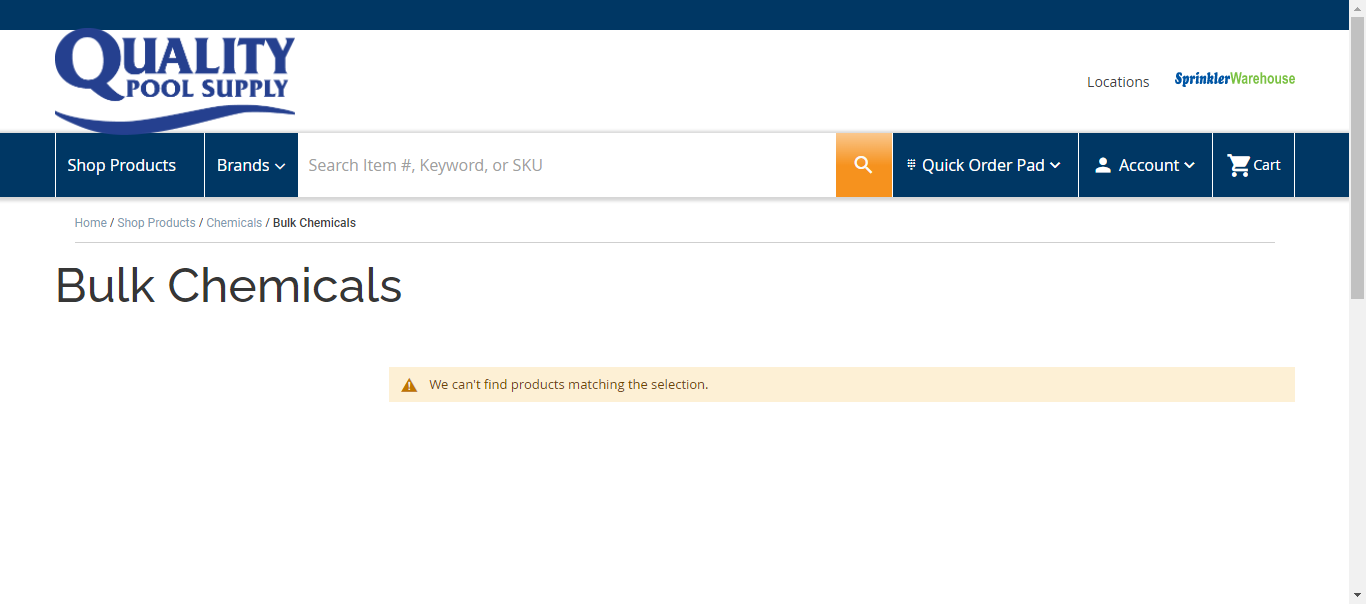 QUALITY
POOL SUPPLY
Locations
SprinklerWarehouse
Shop Products
Brands
Search Item #, Keyword, or SKU
Quick Order Pad
Account
Cart
Home / Shop Products / Chemicals / Bulk Chemicals
Bulk Chemicals
We can't find products matching the selection.